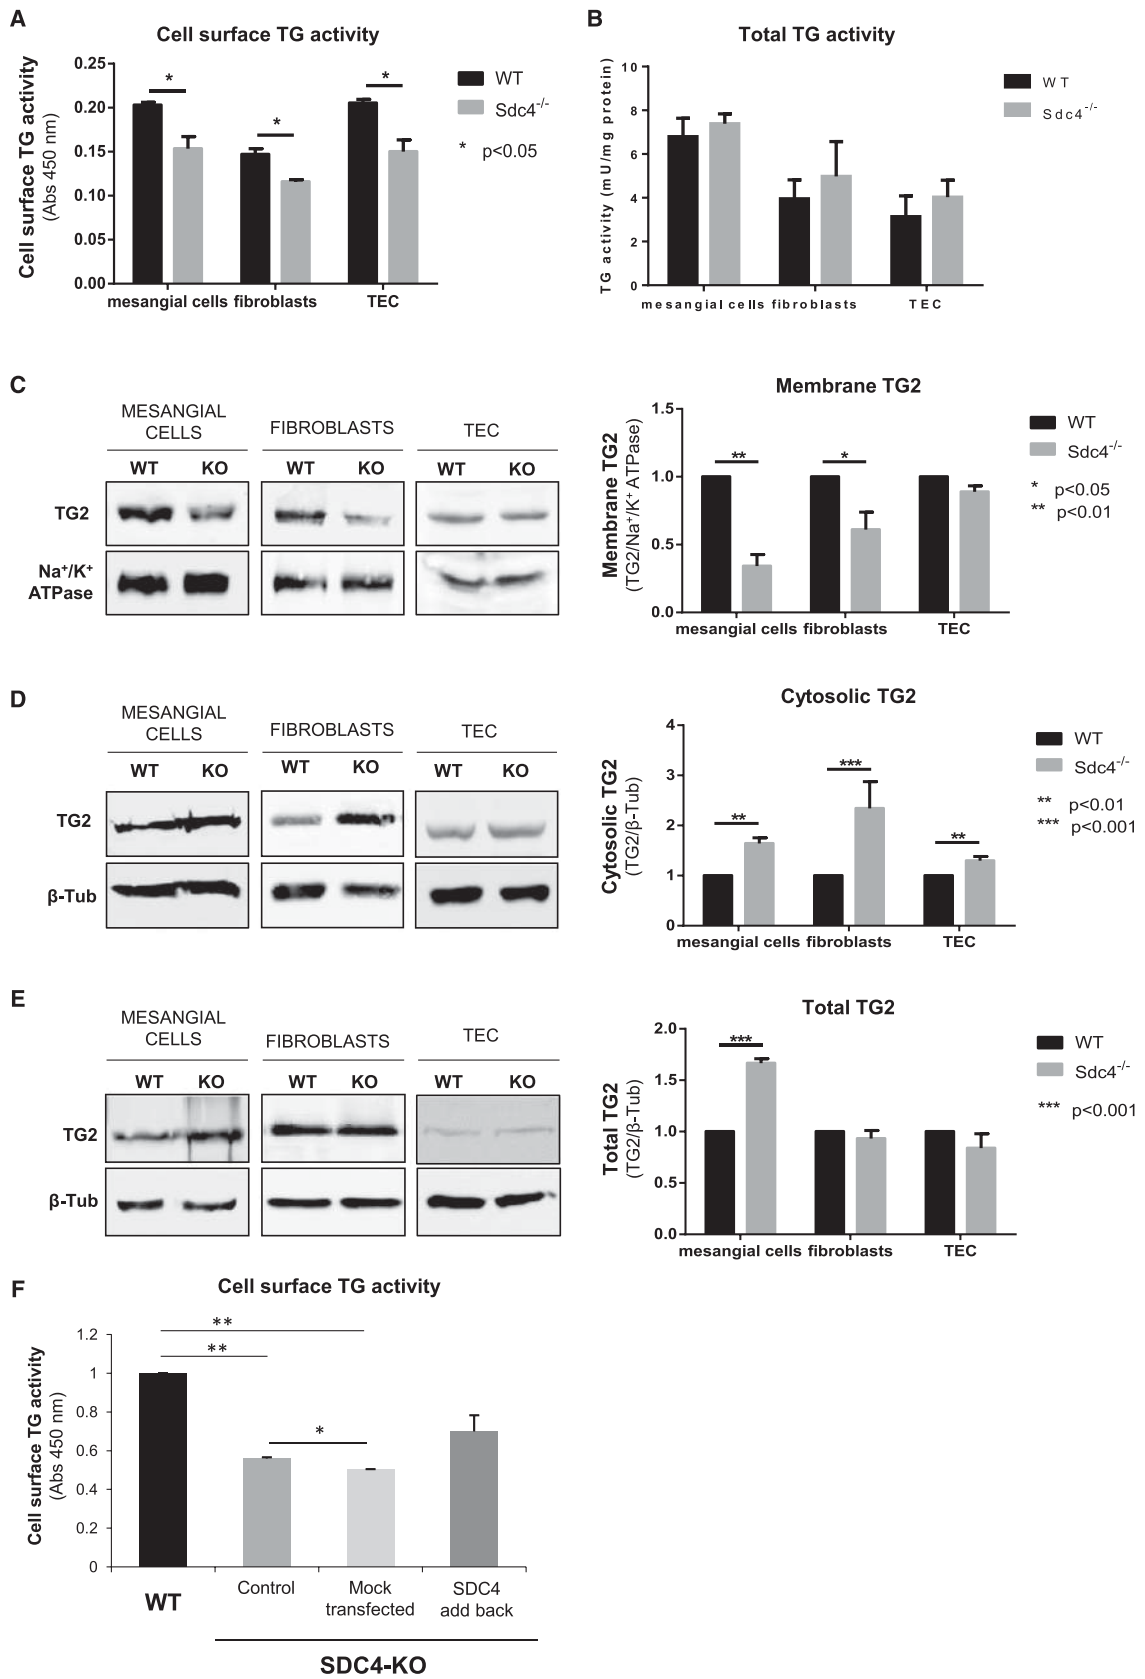 A
Cell surface TG activity
Cell surface TG activity
(Abs 450 nm)
0.25
0.20
0.15
0.10
0.05
0.00
*
*
*
mesangial cells fibroblasts TEC
WT
Sdc4-/-
* p<0.05
B
Total TG activity
TG activity (mU/mg protein)
10
8
6
4
2
0
mesangial cells fibroblasts TEC
WT
Sdc4-/-
C
MESANGIAL
CELLS
FIBROBLASTS
TEC
WT KO WT KO WT KO
TG2
Na+/K+
ATPase
Membrane TG2
Membrane TG2
(TG2/Na+/K+ ATPase)
1.5
1.0
0.5
0.0
**
*
mesangial cells fibroblasts TEC
WT
Sdc4-/-
* p<0.05
** p<0.01
D
MESANGIAL
CELLS
FIBROBLASTS
TEC
WT KO WT KO WT KO
TG2
β-Tub
Cytosolic TG2
Cytosolic TG2
(TG2/β-Tub)
4
3
2
1
0
**
***
**
mesangial cells fibroblasts TEC
WT
Sdc4-/-
** p<0.01
*** p<0.001
E
MESANGIAL
CELLS
FIBROBLASTS
TEC
WT KO WT KO WT KO
TG2
β-Tub
Total TG2
Total TG2
(TG2/β-Tub)
2.0
1.5
1.0
0.5
0.0
***
mesangial cells fibroblasts TEC
WT
Sdc4-/-
*** p<0.001
F
Cell surface TG activity
Cell surface TG activity
(Abs 450 nm)
1.2
1
0.8
0.6
0.4
0.2
0
**
**
*
WT
Control
Mock
transfected
SDC4
add back
SDC4-KO